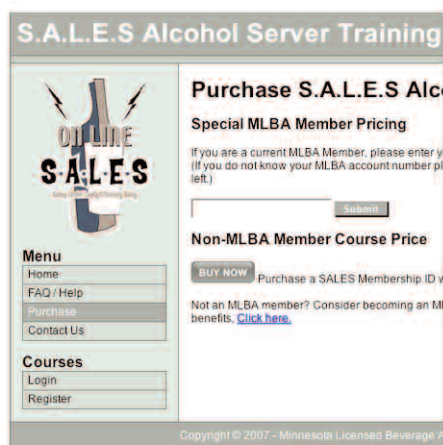 S.A.L.E.S Alcohol Server Training
ON LINE
S•A•L•E•S
Menu
Home
FAQ / Help
Purchase
Contact Us
Courses
Login
Register
Purchase S.A.L.E.S Alc
Special MLBA Member Pricing
If you are a current MLBA Member, please enter y
(If you do not know your MLBA account number pl
left.)
Submit
Non-MLBA Member Course Price
BUY NOW Purchase a SALES Membership ID w
Not an MLBA member? Consider becoming an ML
benefits, Click here.
Copyright © 2007 - Minnesota Licensed Beverage A